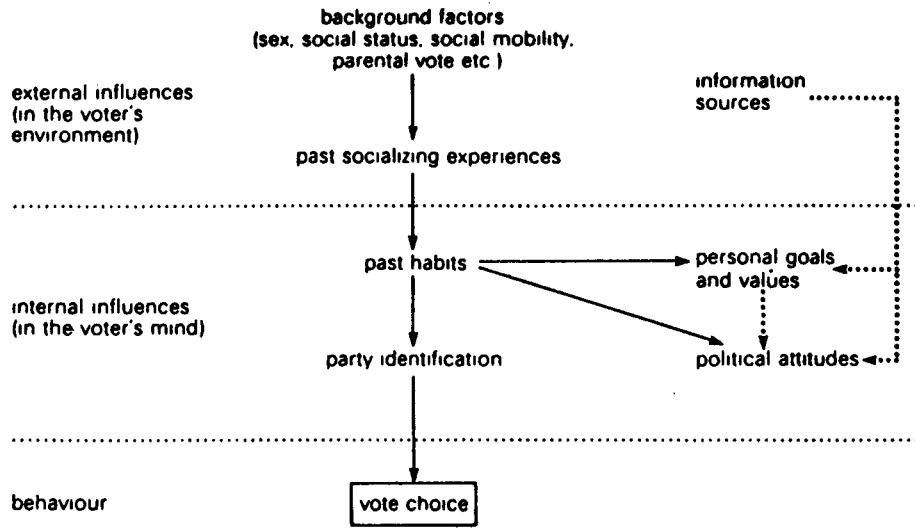 background factors
(sex, social status, social mobility,
parental vote etc.)
external influences
(in the voter's
environment)
information
sources
past socializing experiences
past habits
personal goals
and values
internal influences
(in the voter's mind)
party identification
political attitudes
behaviour
vote choice